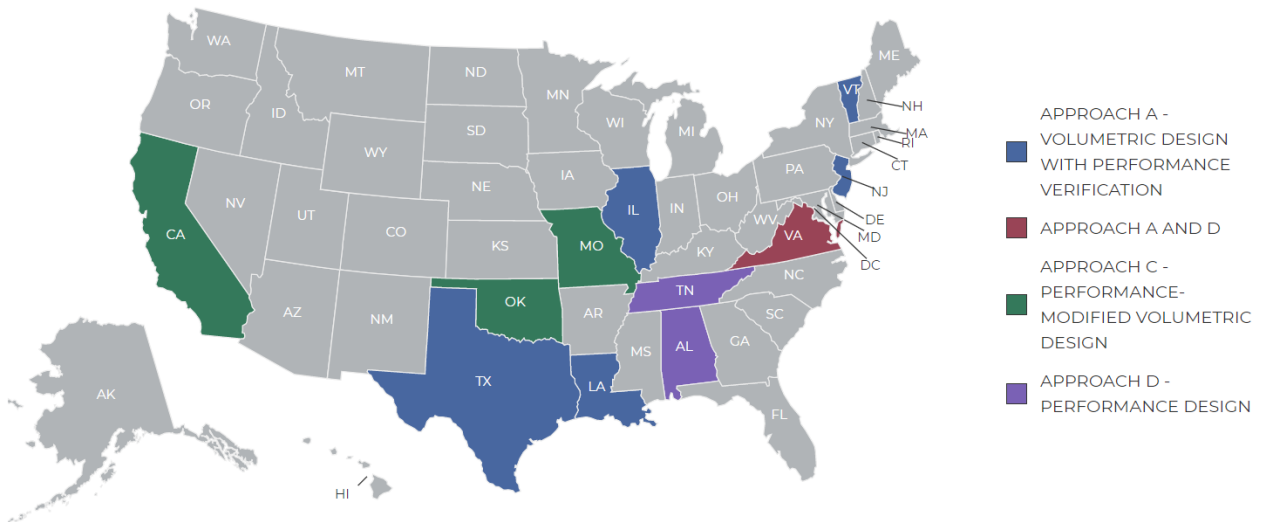 WA
MT
ND
MN
ME
VT
NH
OR
ID
SD
WI
MI
NY
MA
RI
CT
WY
IA
PA
NE
NJ
NV
UT
CO
KS
MO
IL
IN
OH
WV
DE
MD
DC
CA
KY
VA
NC
TN
AZ
NM
OK
AR
SC
MS
AL
GA
TX
LA
FL
AK
HI
APPROACH A -
VOLUMETRIC DESIGN
WITH PERFORMANCE
VERIFICATION
APPROACH A AND D
APPROACH C -
PERFORMANCE-
MODIFIED VOLUMETRIC
DESIGN
APPROACH D -
PERFORMANCE DESIGN